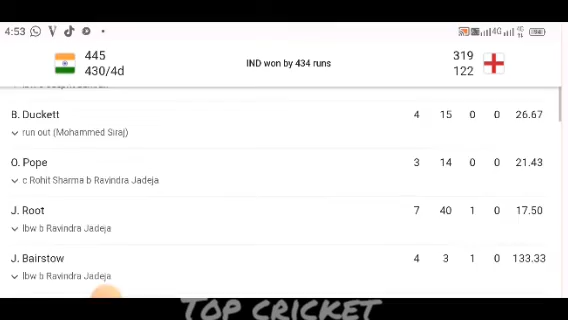 4:53
4G
445
430/4d
IND won by 434 runs
319
122
B. Duckett 4 15 0 0 26.67
run out (Mohammed Siraj)
O. Pope 3 14 0 0 21.43
c Rohit Sharma b Ravindra Jadeja
J. Root 7 40 1 0 17.50
lbw b Ravindra Jadeja
J. Bairstow 4 3 1 0 133.33
lbw b Ravindra Jadeja
TOP CRICKET